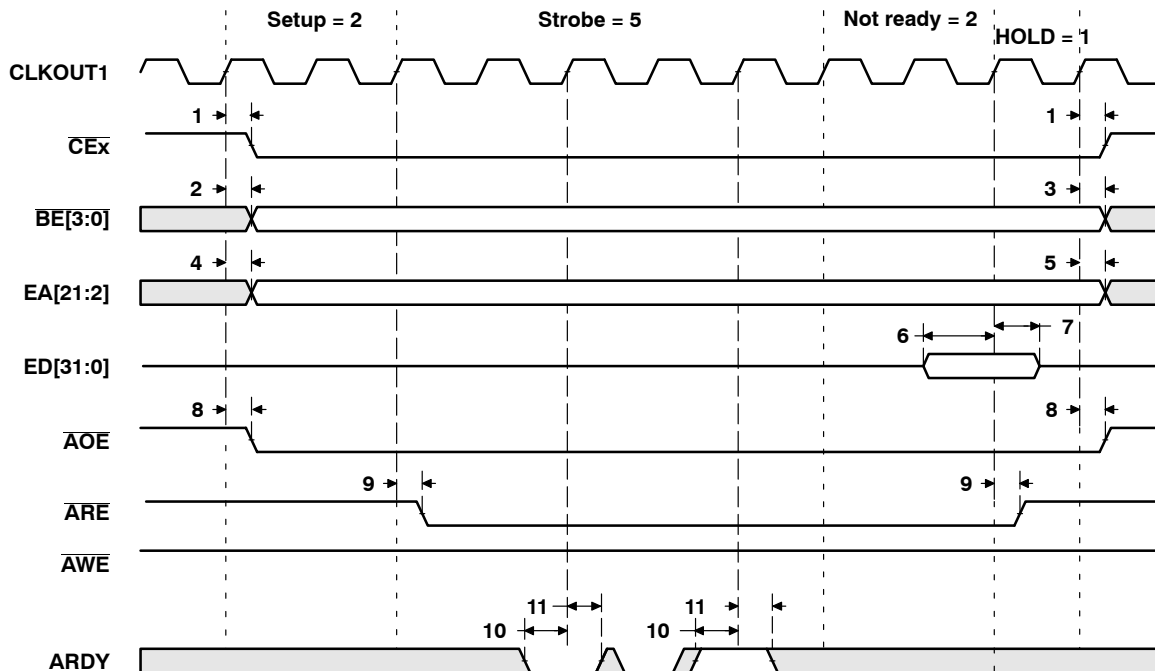 Setup = 2 Strobe = 5 Not ready = 2
HOLD = 1
CLKOUT1
1 1
CEx
2 3
BE[3:0]
4 5
EA[21:2]
6 7
ED[31:0]
8 8
AOE
9 9
ARE
AWE
11 11
10 10
ARDY